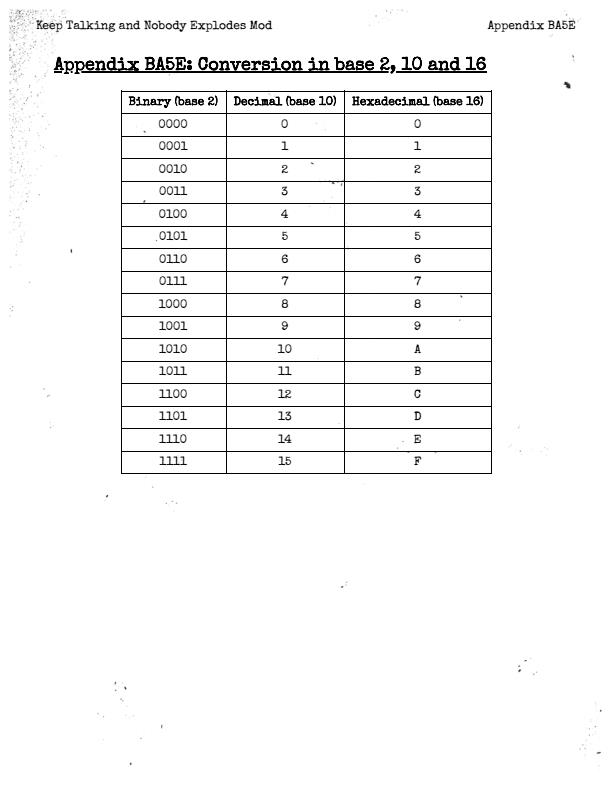 Keep Talking and Nobody Explodes Mod Appendix BA5E
Appendix BA5E: Conversion in base 2, 10 and 16
Binary (base 2) Decimal (base 10) Hexadecimal (base 16)
0000 0 0
0001 1 1
0010 2 2
0011 3 3
0100 4 4
0101 5 5
0110 6 6
0111 7 7
1000 8 8
1001 9 9
1010 10 A
1011 11 B
1100 12 C
1101 13 D
1110 14 E
1111 15 F